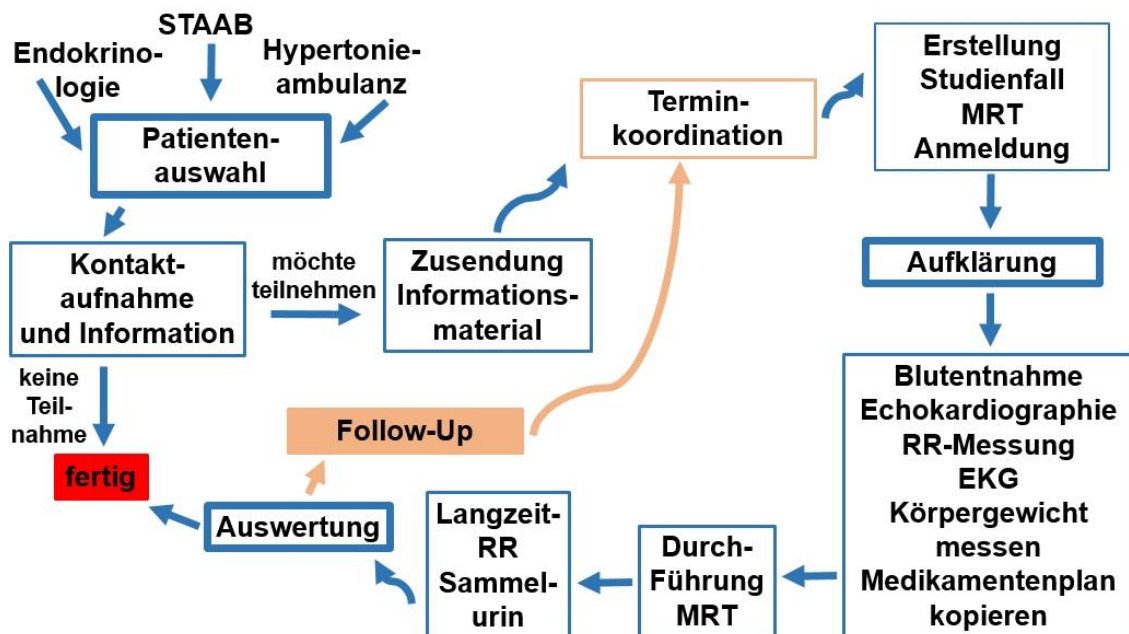 STAAB
Endokrino-
logie
Hypertonie-
ambulanz
Patienten-
auswahl
Kontakt-
aufnahme
und Information
möchte
teilnehmen
keine
Teil-
nahme
fertig
Zusendung
Informations-
material
Termin-
koordination
Erstellung
Studienfall
MRT
Anmeldung
Aufklärung
Blutentnahme
Echokardiographie
RR-Messung
EKG
Körpergewicht
messen
Medikamentenplan
kopieren
Durch-
Führung
MRT
Langzeit-
RR
Sammel-
urin
Auswertung
Follow-Up